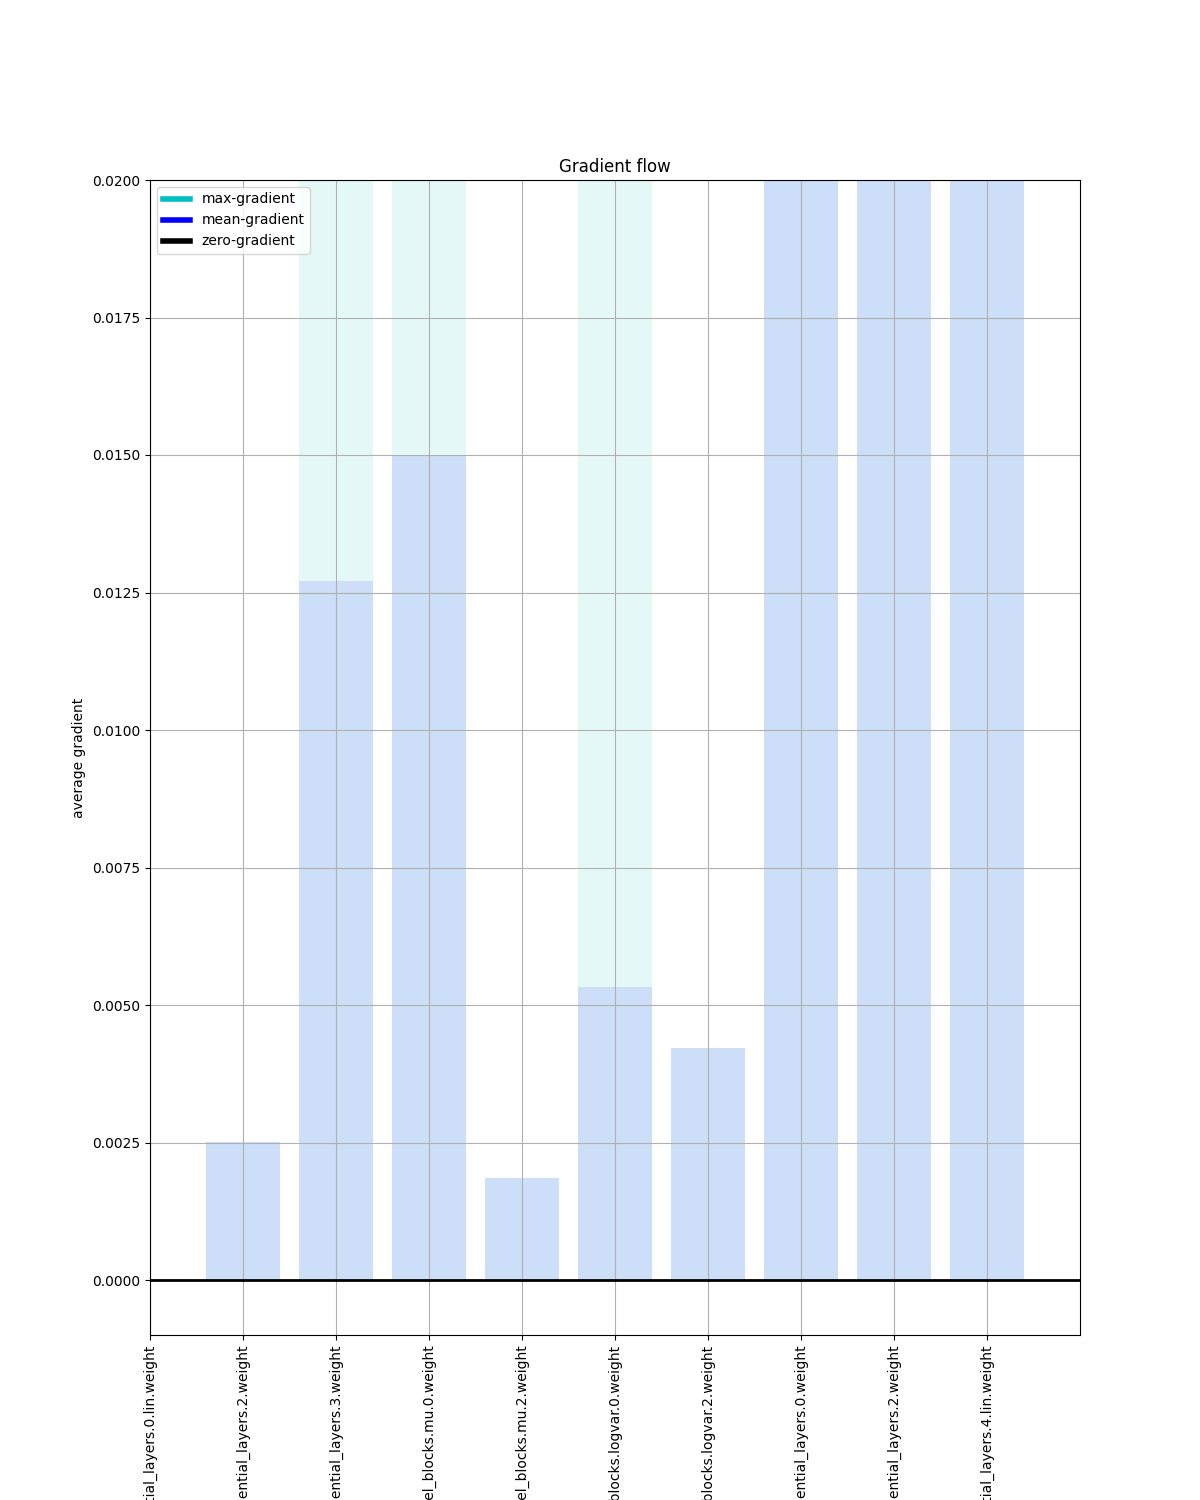 Gradient flow
max-gradient
mean-gradient
zero-gradient
0.0200
0.0175
0.0150
0.0125
0.0100
0.0075
0.0050
0.0025
0.0000
average gradient
tial_layers.0.lin.weight
ential_layers.2.weight
ential_layers.3.weight
el_blocks.mu.0.weight
el_blocks.mu.2.weight
blocks.logvar.0.weight
blocks.logvar.2.weight
ential_layers.0.weight
ential_layers.2.weight
tial_layers.4.lin.weight